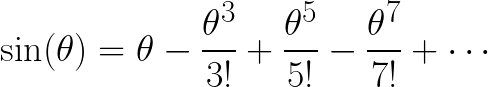 sin(θ) = θ − θ³/3! + θ⁵/5! − θ⁷/7! + ⋯